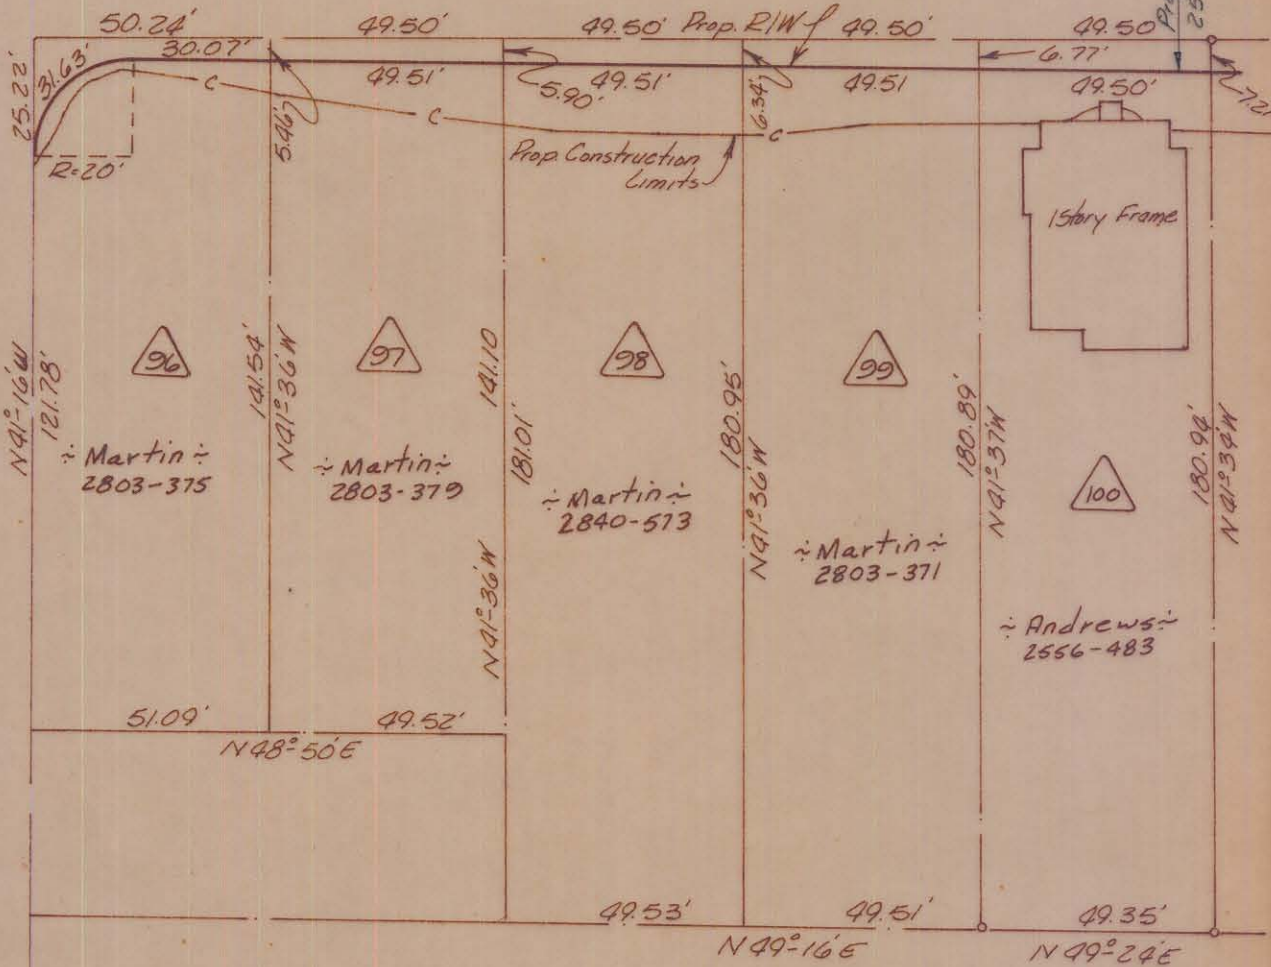 50.24'
49.50'
49.50'
Prop. R/W
49.50'
49.50'
25.22'
31.63'
30.07'
49.51'
5.90'
49.51'
49.51
6.77'
49.50'
R=20'
C
5.46'
C
6.34'
C
Prop. Construction
Limits
1 Story Frame
N41°-16'W
121.78'
96
141.54'
N41°-36'W
97
141.10
181.01'
N41°-36'W
98
180.95'
N41°-36'W
99
180.89'
N41°-37'W
100
180.94'
N41°-34'W
÷ Martin ÷
2803-375
÷ Martin ÷
2803-379
÷ Martin ÷
2840-573
÷ Martin ÷
2803-371
÷ Andrews ÷
2556-483
51.09'
49.52'
N48°-50'E
49.53'
49.51'
49.35'
N49°-16'E
N49°-24'E